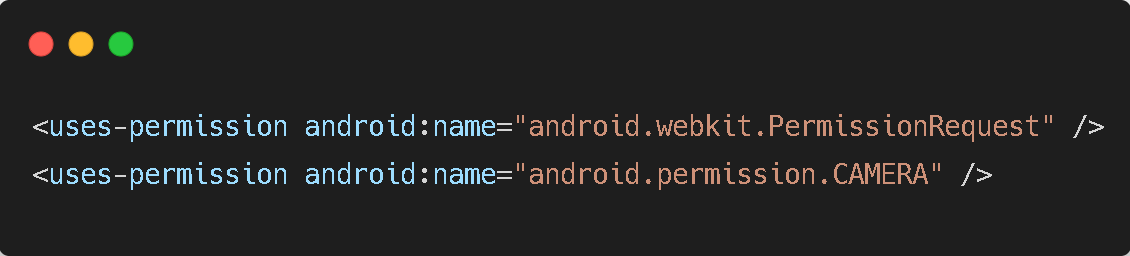 <uses-permission android:name="android.webkit.PermissionRequest" />
<uses-permission android:name="android.permission.CAMERA" />